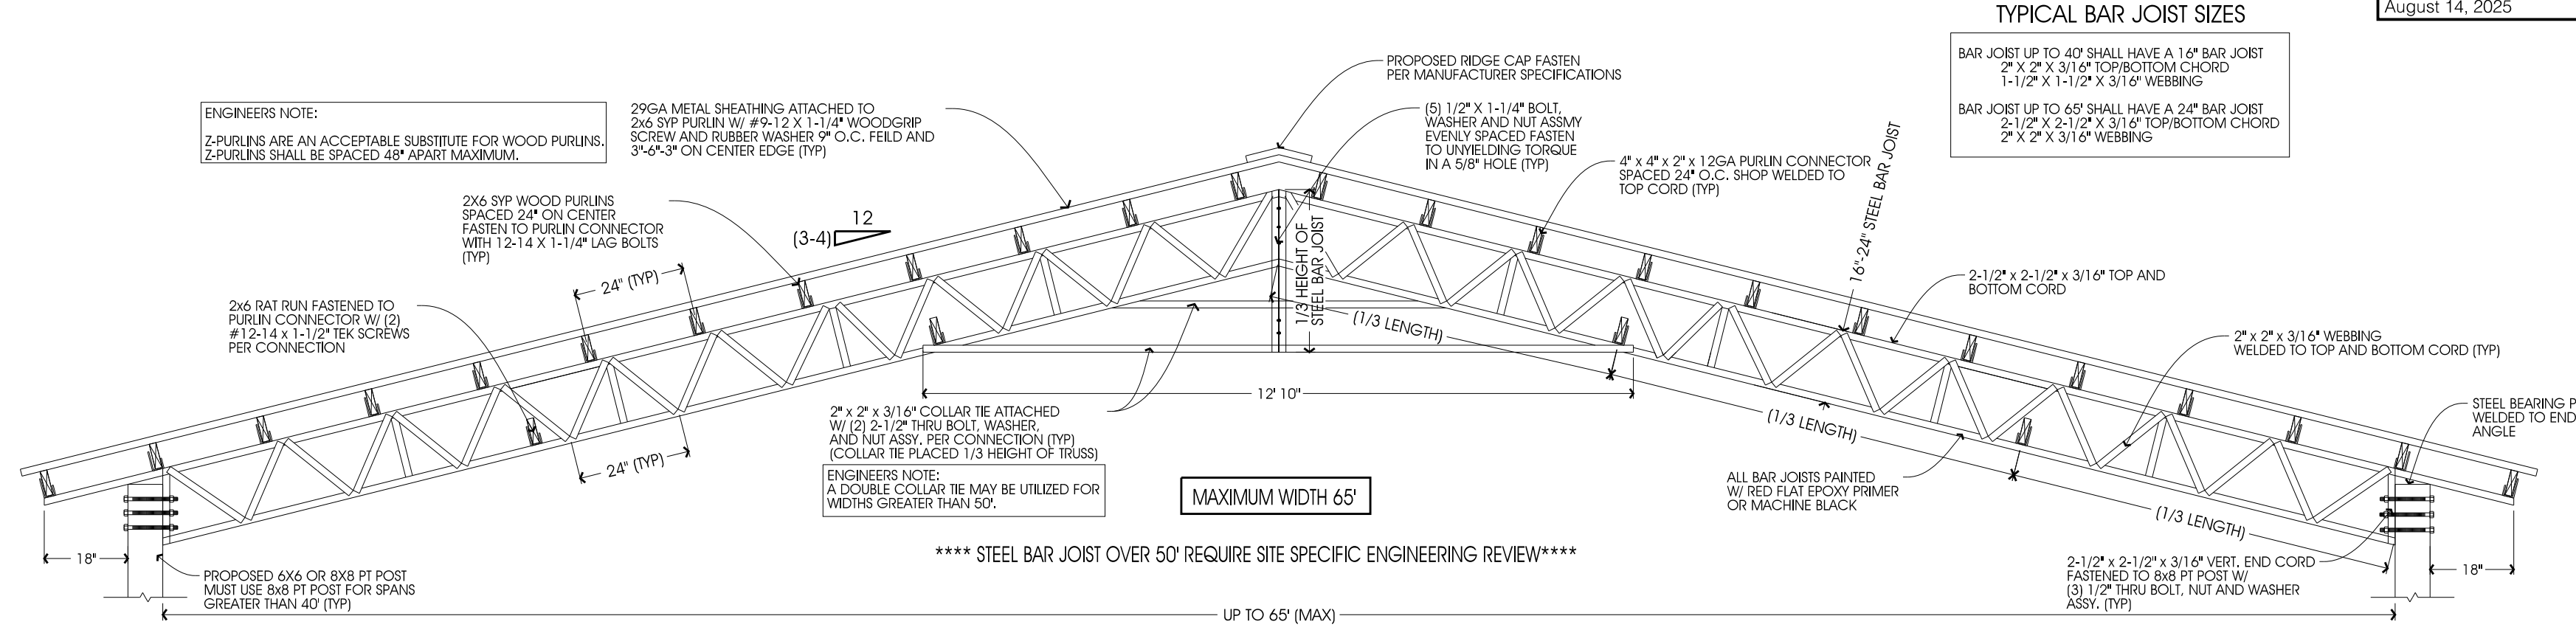 August 14, 2025
TYPICAL BAR JOIST SIZES
BAR JOIST UP TO 40' SHALL HAVE A 16" BAR JOIST
2" X 2" X 3/16" TOP/BOTTOM CHORD
1-1/2" X 1-1/2" X 3/16" WEBBING
BAR JOIST UP TO 65' SHALL HAVE A 24" BAR JOIST
2-1/2" X 2-1/2" X 3/16" TOP/BOTTOM CHORD
2" X 2" X 3/16" WEBBING
PROPOSED RIDGE CAP FASTEN
PER MANUFACTURER SPECIFICATIONS
ENGINEERS NOTE:
Z-PURLINS ARE AN ACCEPTABLE SUBSTITUTE FOR WOOD PURLINS.
Z-PURLINS SHALL BE SPACED 48" APART MAXIMUM.
29GA METAL SHEATHING ATTACHED TO
2x6 SYP PURLIN W/ #9-12 X 1-1/4" WOODGRIP
SCREW AND RUBBER WASHER 9" O.C. FEILD AND
3"-6"-3" ON CENTER EDGE (TYP)
(5) 1/2" X 1-1/4" BOLT,
WASHER AND NUT ASSMY
EVENLY SPACED FASTEN
TO UNYIELDING TORQUE
IN A 5/8" HOLE (TYP)
4" x 4" x 2" x 12GA PURLIN CONNECTOR
SPACED 24" O.C. SHOP WELDED TO
TOP CORD (TYP)
16"-24" STEEL BAR JOIST
2X6 SYP WOOD PURLINS
SPACED 24" ON CENTER
FASTEN TO PURLIN CONNECTOR
WITH 12-14 X 1-1/4" LAG BOLTS
(TYP)
12
(3-4)
24" (TYP)
1/3 HEIGHT OF
STEEL BAR JOIST
2-1/2" x 2-1/2" x 3/16" TOP AND
BOTTOM CORD
2x6 RAT RUN FASTENED TO
PURLIN CONNECTOR W/ (2)
#12-14 x 1-1/2" TEK SCREWS
PER CONNECTION
(1/3 LENGTH)
2" x 2" x 3/16" WEBBING
WELDED TO TOP AND BOTTOM CORD (TYP)
12' 10"
2" x 2" x 3/16" COLLAR TIE ATTACHED
W/ (2) 2-1/2" THRU BOLT, WASHER,
AND NUT ASSY. PER CONNECTION (TYP)
(COLLAR TIE PLACED 1/3 HEIGHT OF TRUSS)
(1/3 LENGTH)
STEEL BEARING P
WELDED TO END
ANGLE
24" (TYP)
ENGINEERS NOTE:
A DOUBLE COLLAR TIE MAY BE UTILIZED FOR
WIDTHS GREATER THAN 50'.
MAXIMUM WIDTH 65'
ALL BAR JOISTS PAINTED
W/ RED FLAT EPOXY PRIMER
OR MACHINE BLACK
(1/3 LENGTH)
**** STEEL BAR JOIST OVER 50' REQUIRE SITE SPECIFIC ENGINEERING REVIEW****
18"
PROPOSED 6X6 OR 8X8 PT POST
MUST USE 8x8 PT POST FOR SPANS
GREATER THAN 40' (TYP)
2-1/2" x 2-1/2" x 3/16" VERT. END CORD
FASTENED TO 8x8 PT POST W/
(3) 1/2" THRU BOLT, NUT AND WASHER
ASSY. (TYP)
18"
UP TO 65' (MAX)